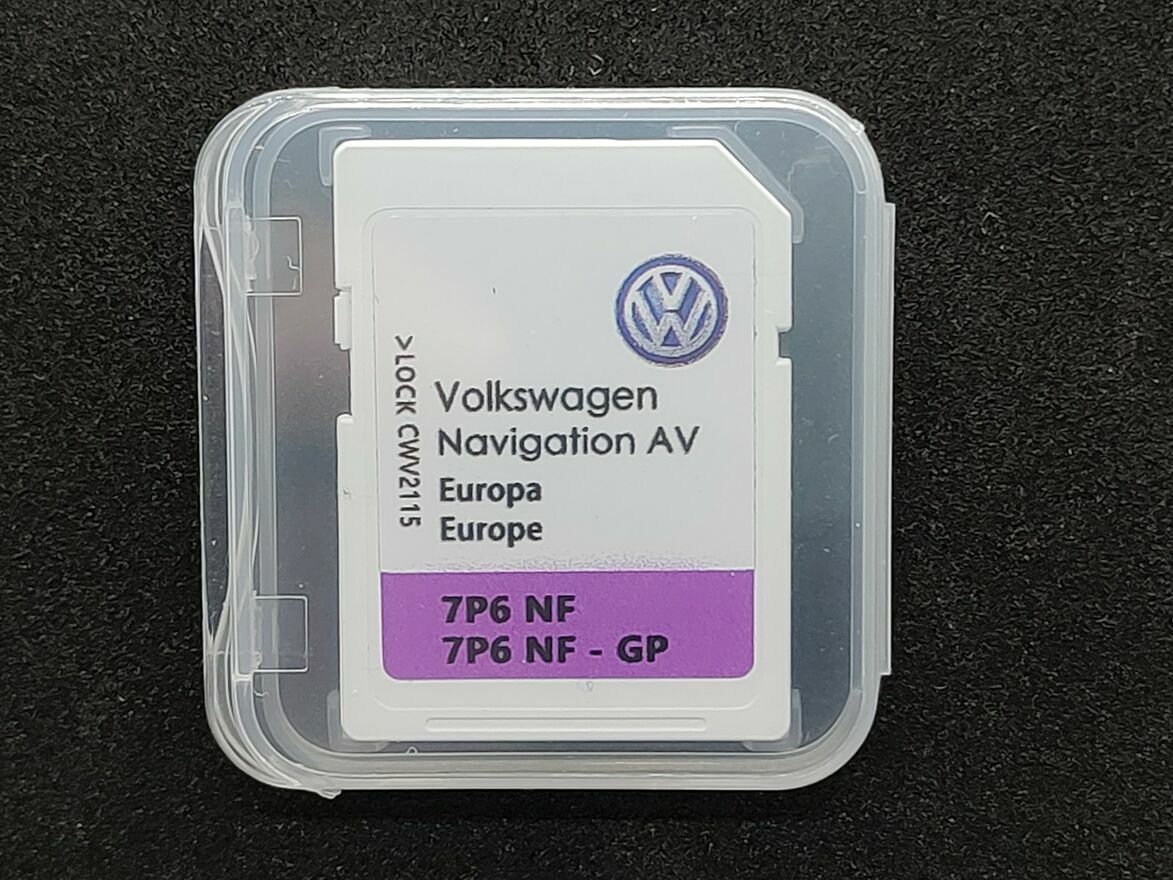 >LOCK CWV2115
Volkswagen
Navigation AV
Europa
Europe
7P6 NF
7P6 NF - GP